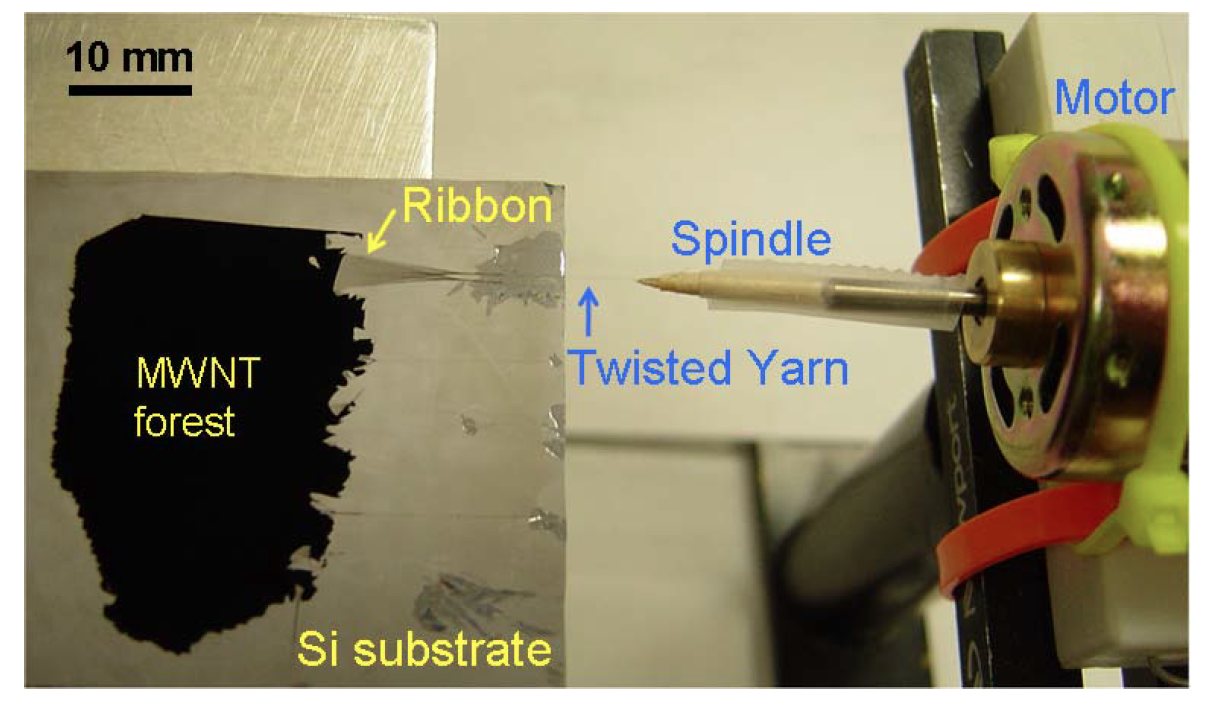 10 mm
Motor
Ribbon
Spindle
Twisted Yarn
MWNT
forest
Si substrate